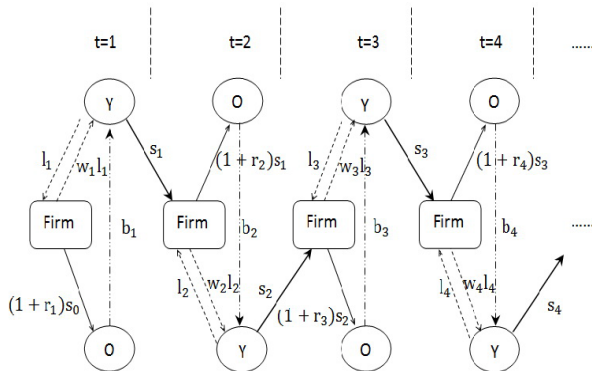 t=1 t=2 t=3 t=4 ......
Y O Y O
l₁ w₁l₁ s₁ (1 + r₂)s₁ l₃ w₃l₃ s₃ (1 + r₄)s₃
Firm b₁ Firm b₂ Firm b₃ Firm b₄ ......
(1 + r₁)s₀ l₂ w₂l₂ s₂ (1 + r₃)s₂ l₄ w₄l₄ s₄
O Y O Y